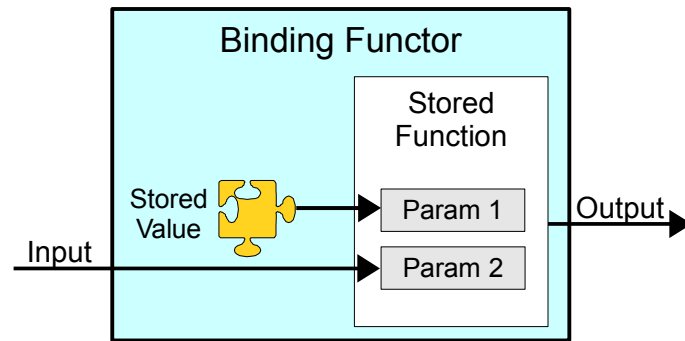 Binding Functor
Stored
Function
Stored
Value
Param 1
Output
Input
Param 2